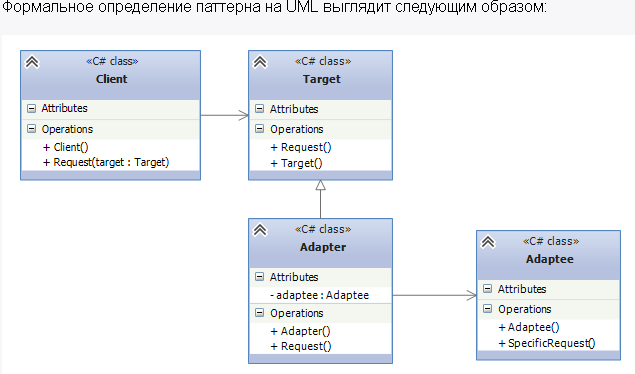 Формальное определение паттерна на UML выглядит следующим образом:
«C# class»
Client
Attributes
Operations
+ Client()
+ Request(target : Target)
«C# class»
Target
Attributes
Operations
+ Request()
+ Target()
«C# class»
Adapter
Attributes
- adaptee : Adaptee
Operations
+ Adapter()
+ Request()
«C# class»
Adaptee
Attributes
Operations
+ Adaptee()
+ SpecificRequest()